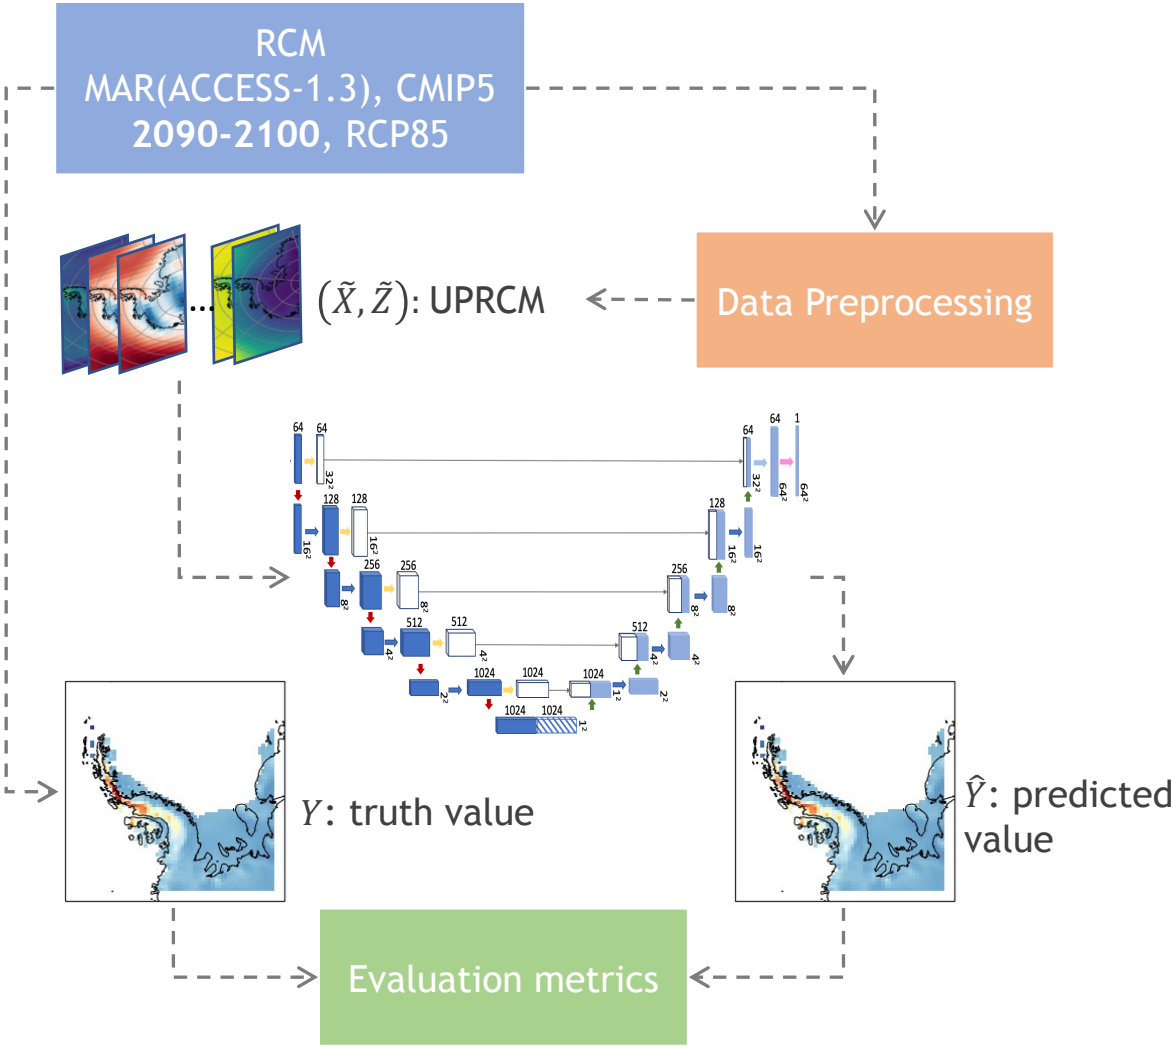 RCM
MAR(ACCESS-1.3), CMIP5
2090-2100, RCP85
Data Preprocessing
...
(X̃, Z̃): UPRCM
64 64
32²
64 64 1
32² 64² 64²
128 128
16² 16²
128
16² 16²
256 256
8² 8²
256
8² 8²
512 512
4² 4²
512
4² 4²
1024 1024
2²
1024
1² 2²
1024 1024
1²
Y: truth value
Ŷ: predicted
value
Evaluation metrics